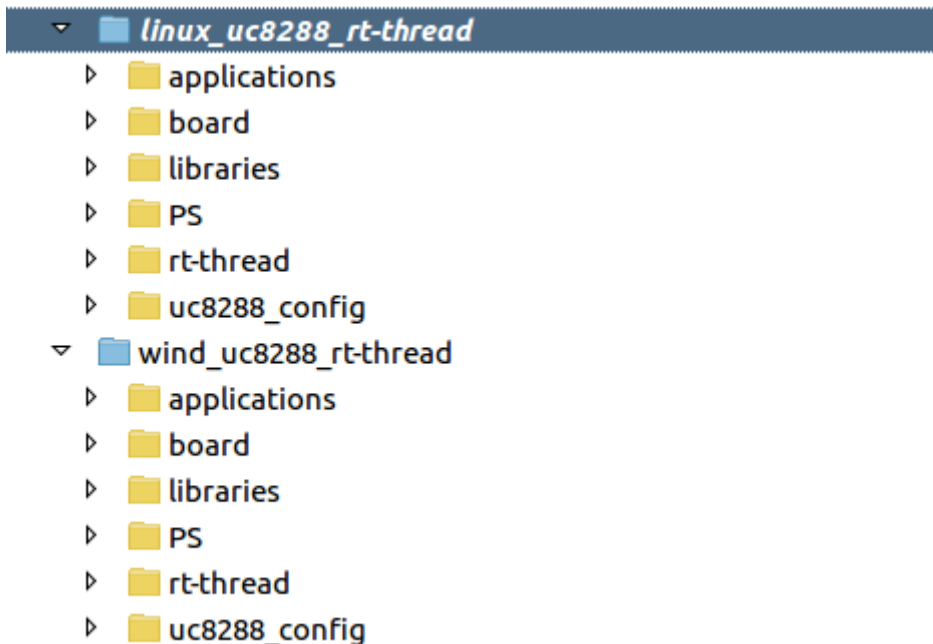 linux_uc8288_rt-thread
applications
board
libraries
PS
rt-thread
uc8288_config
wind_uc8288_rt-thread
applications
board
libraries
PS
rt-thread
uc8288_config